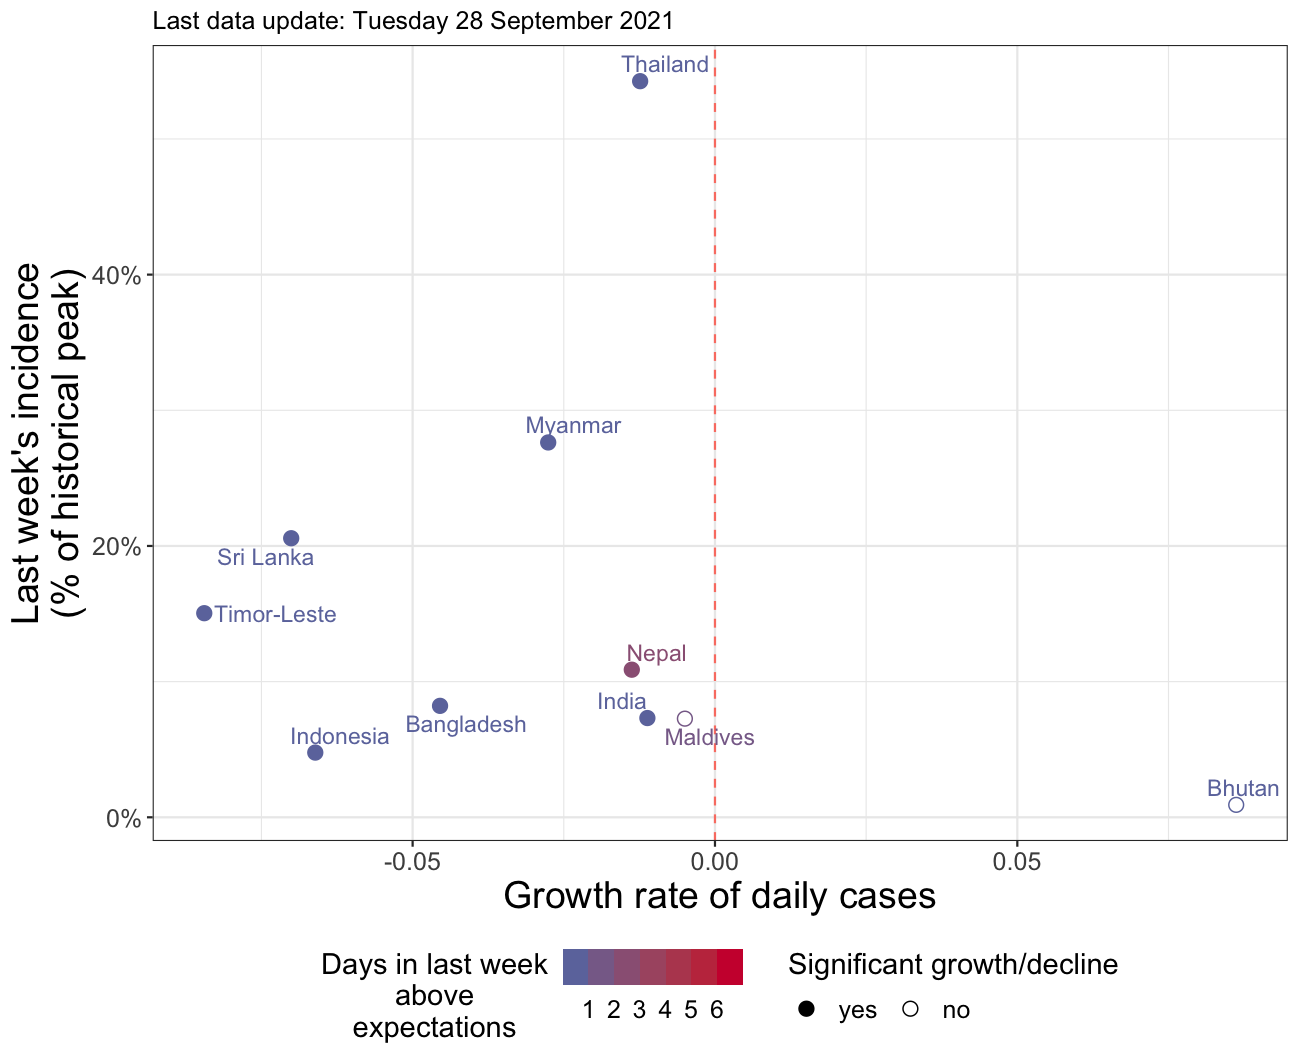 Last data update: Tuesday 28 September 2021
Thailand
Myanmar
Sri Lanka
Timor-Leste
Nepal
India
Maldives
Bangladesh
Indonesia
Bhutan
Last week's incidence
(% of historical peak)
40%
20%
0%
-0.05 0.00 0.05
Growth rate of daily cases
Days in last week
above
expectations
1 2 3 4 5 6
Significant growth/decline
yes no